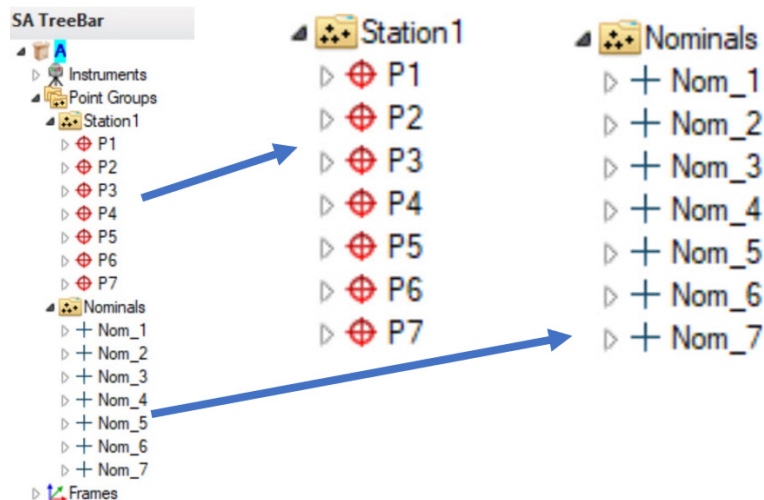 SA TreeBar
A
Instruments
Point Groups
Station1
P1
P2
P3
P4
P5
P6
P7
Nominals
Nom_1
Nom_2
Nom_3
Nom_4
Nom_5
Nom_6
Nom_7
Frames
Station1
P1
P2
P3
P4
P5
P6
P7
Nominals
Nom_1
Nom_2
Nom_3
Nom_4
Nom_5
Nom_6
Nom_7